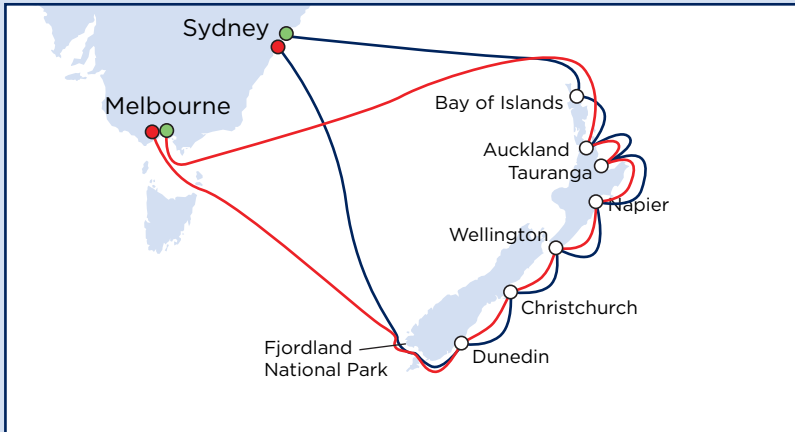 Sydney
Melbourne
Bay of Islands
Auckland
Tauranga
Napier
Wellington
Christchurch
Fjordland
National Park
Dunedin